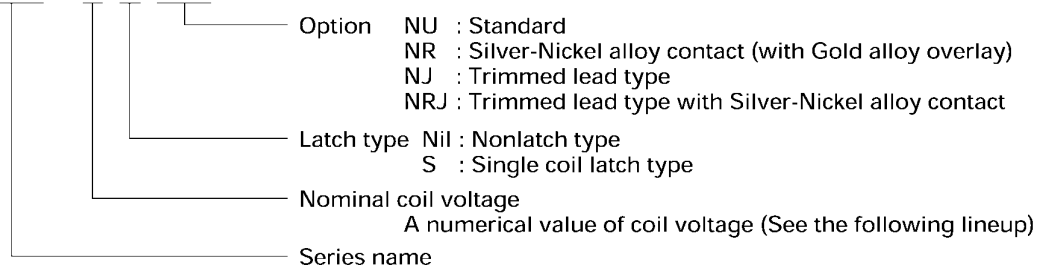 Option NU : Standard
NR : Silver-Nickel alloy contact (with Gold alloy overlay)
NJ : Trimmed lead type
NRJ : Trimmed lead type with Silver-Nickel alloy contact
Latch type Nil : Nonlatch type
S : Single coil latch type
Nominal coil voltage
A numerical value of coil voltage (See the following lineup)
Series name